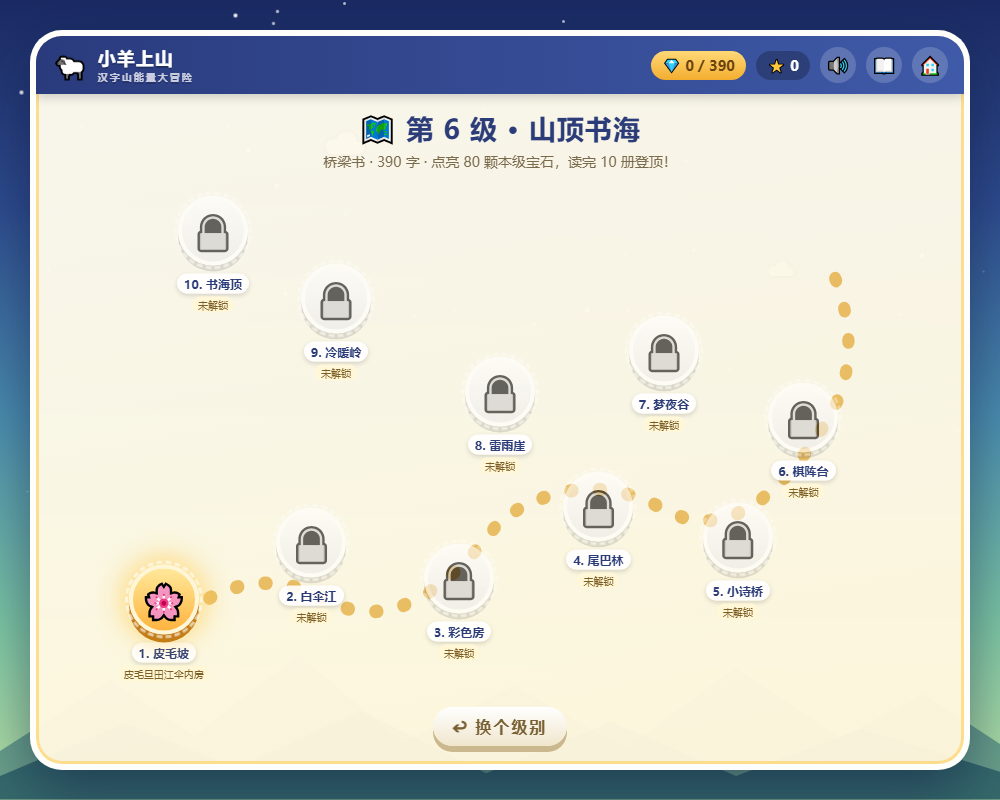 小羊上山
汉字山能量大冒险
0 / 390
0
第 6 级 · 山顶书海
桥梁书 · 390 字 · 点亮 80 颗本级宝石，读完 10 册登顶！
10. 书海顶
未解锁
9. 冷暖岭
未解锁
8. 雷雨崖
未解锁
7. 梦夜谷
未解锁
6. 棋阵台
未解锁
4. 尾巴林
未解锁
5. 小诗桥
未解锁
2. 白伞江
未解锁
3. 彩色房
未解锁
1. 皮毛坡
皮毛旦田江伞内房
换个级别